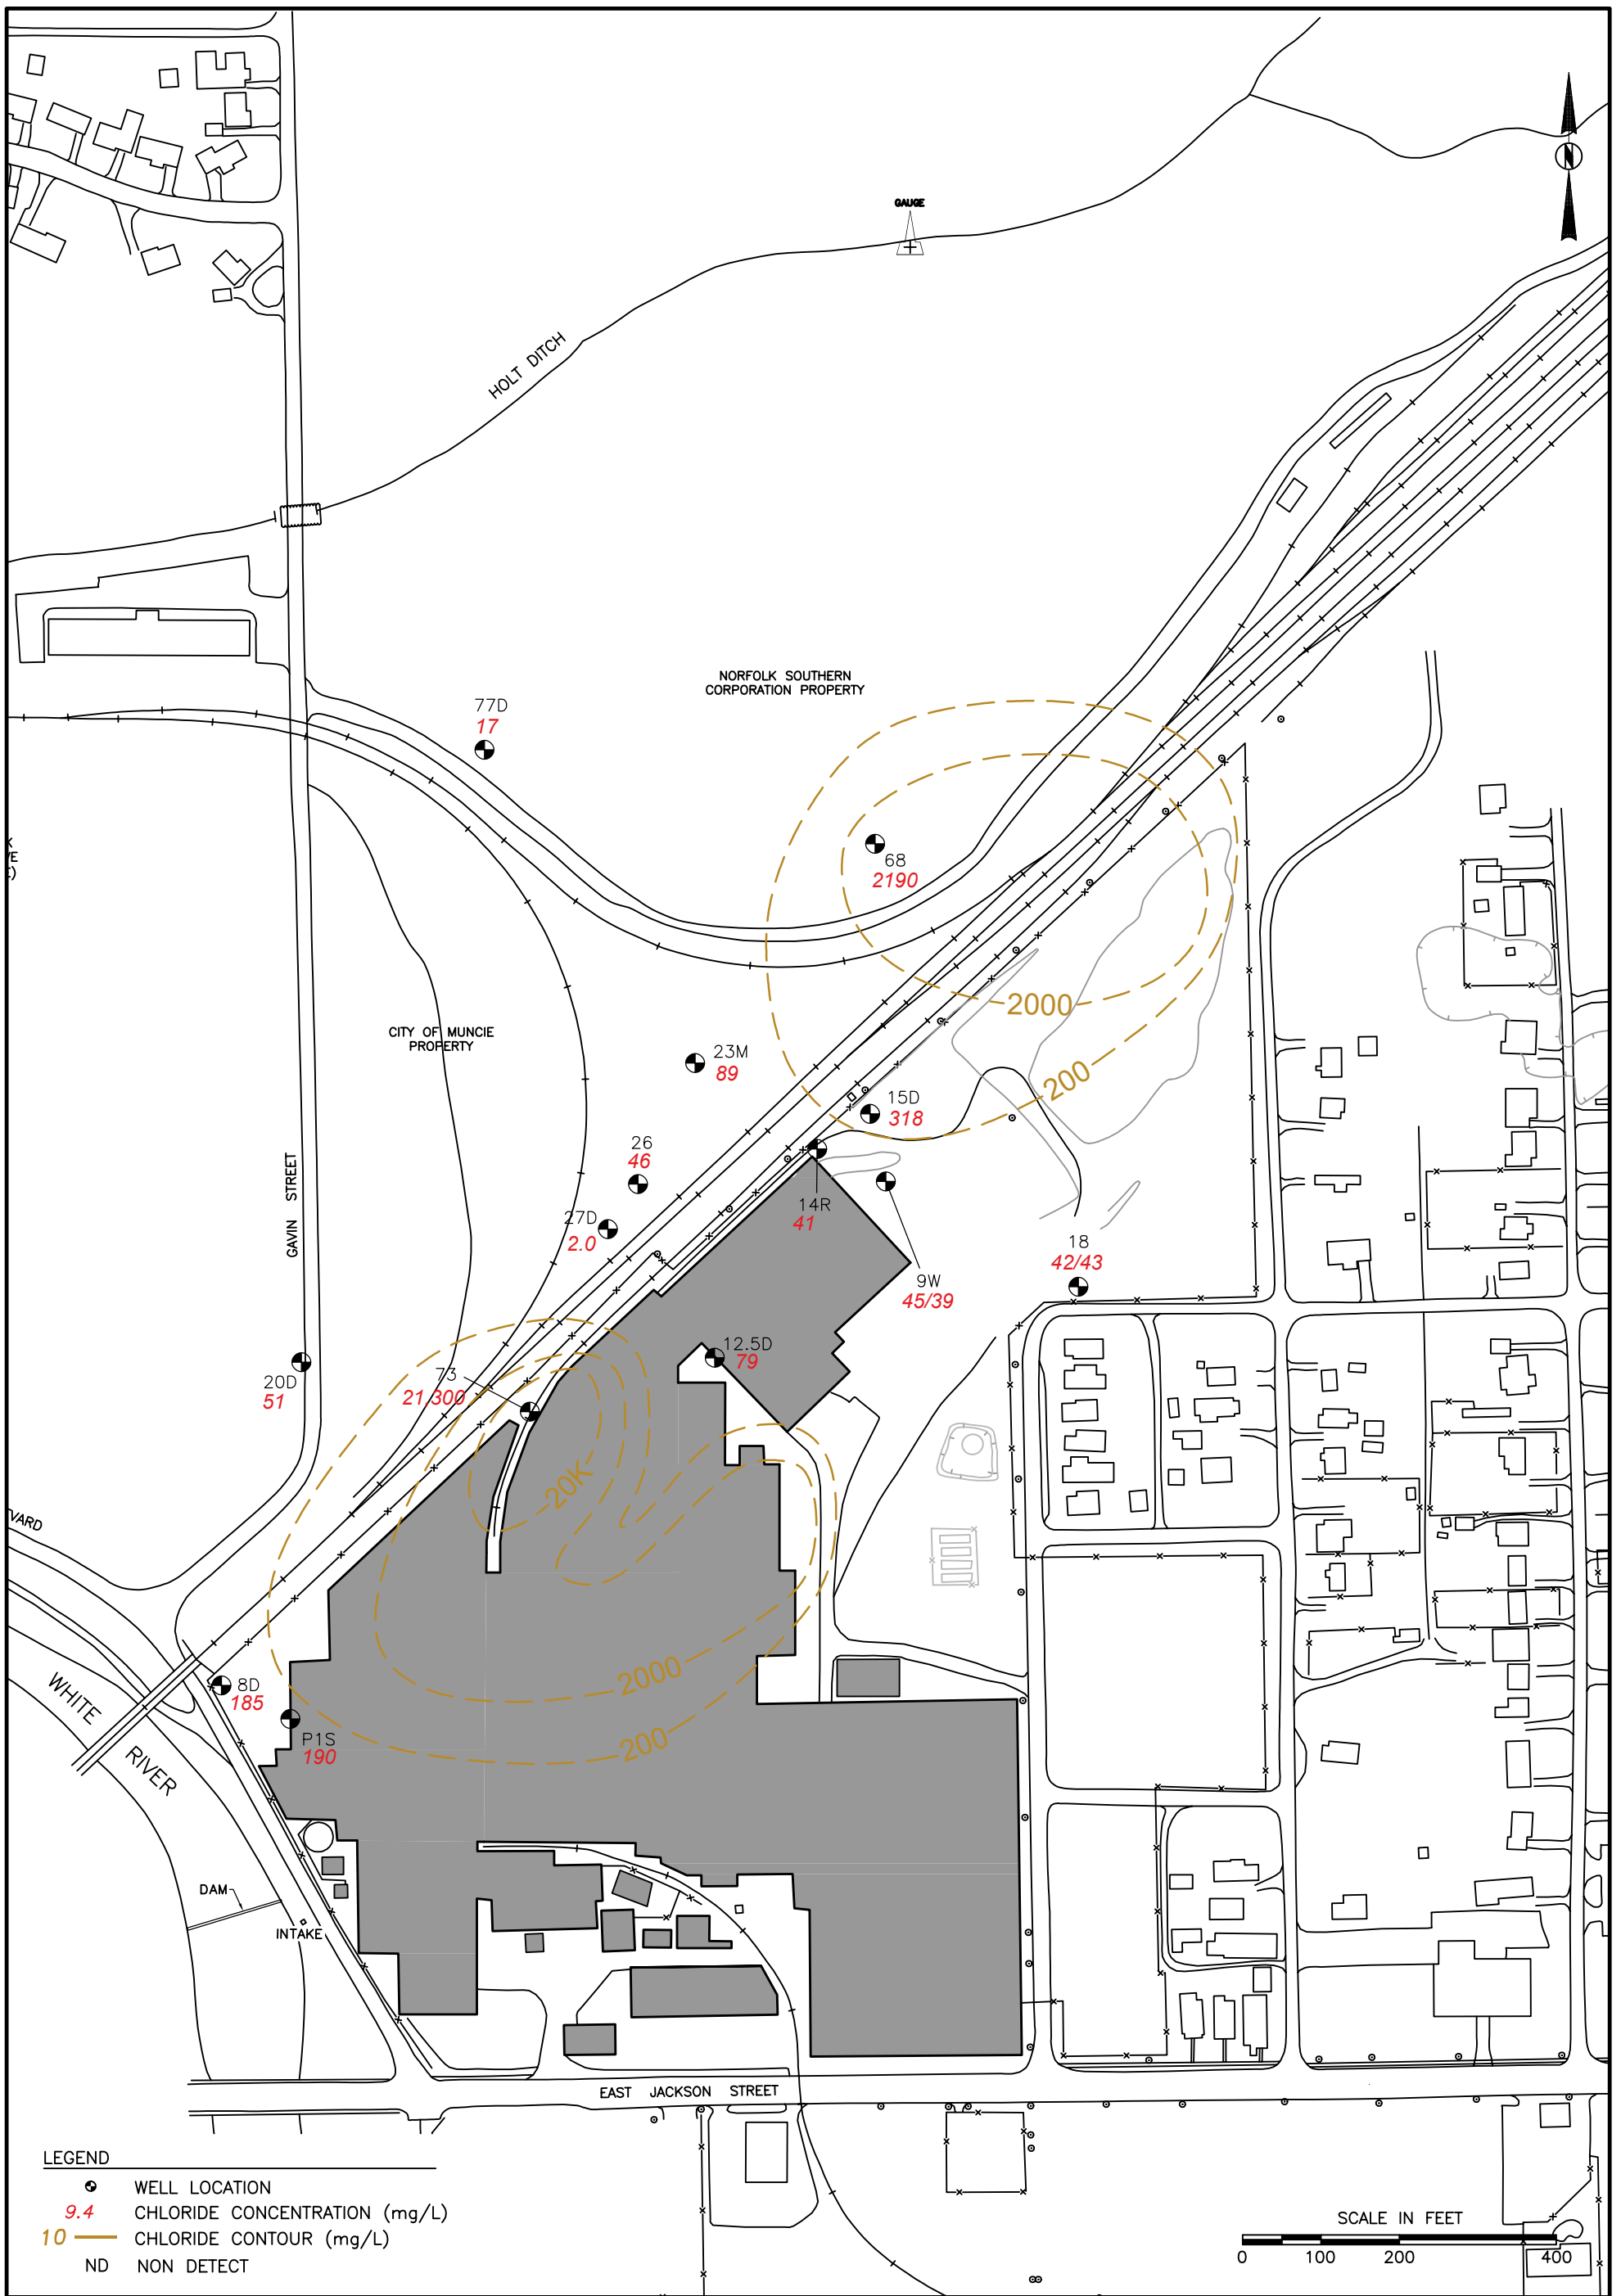 GAUGE
N
HOLT DITCH
NORFOLK SOUTHERN
CORPORATION PROPERTY
77D
17
68
2190
2000
200
CITY OF MUNCIE
PROPERTY
23M
89
15D
318
26
46
14R
41
27D
2.0
GAVIN STREET
18
42/43
9W
45/39
12.5D
79
20D
51
73
21,300
20K
2000
200
VARD
WHITE
RIVER
8D
185
P1S
190
DAM
INTAKE
EAST JACKSON STREET
LEGEND
WELL LOCATION
9.4 CHLORIDE CONCENTRATION (mg/L)
10 CHLORIDE CONTOUR (mg/L)
ND NON DETECT
SCALE IN FEET
0 100 200 400